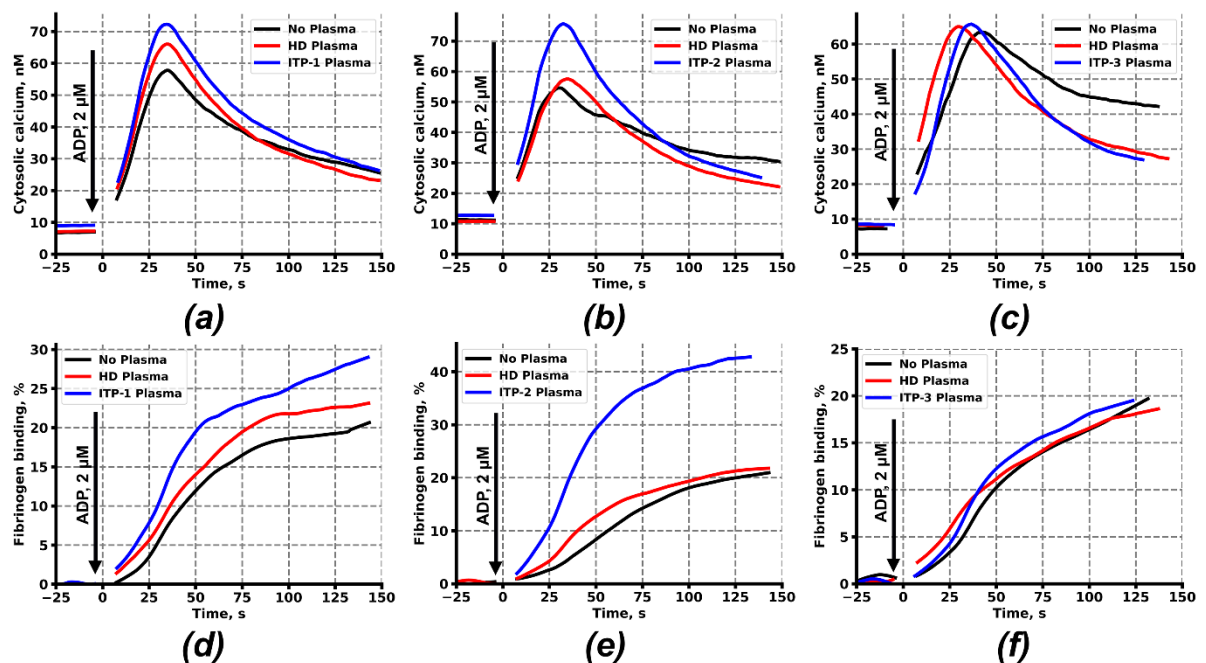 70
60
50
40
30
20
10
0
Cytosolic calcium, nM
ADP, 2 µM
No Plasma
HD Plasma
ITP-1 Plasma
−25 0 25 50 75 100 125 150
Time, s
(a)
80
70
60
50
40
30
20
10
0
Cytosolic calcium, nM
ADP, 2 µM
No Plasma
HD Plasma
ITP-2 Plasma
−25 0 25 50 75 100 125 150
Time, s
(b)
60
50
40
30
20
10
0
Cytosolic calcium, nM
ADP, 2 µM
No Plasma
HD Plasma
ITP-3 Plasma
−25 0 25 50 75 100 125 150
Time, s
(c)
30
25
20
15
10
5
0
Fibrinogen binding, %
ADP, 2 µM
No Plasma
HD Plasma
ITP-1 Plasma
−25 0 25 50 75 100 125 150
Time, s
(d)
40
30
20
10
0
Fibrinogen binding, %
ADP, 2 µM
No Plasma
HD Plasma
ITP-2 Plasma
−25 0 25 50 75 100 125 150
Time, s
(e)
25
20
15
10
5
0
Fibrinogen binding, %
ADP, 2 µM
No Plasma
HD Plasma
ITP-3 Plasma
−25 0 25 50 75 100 125 150
Time, s
(f)